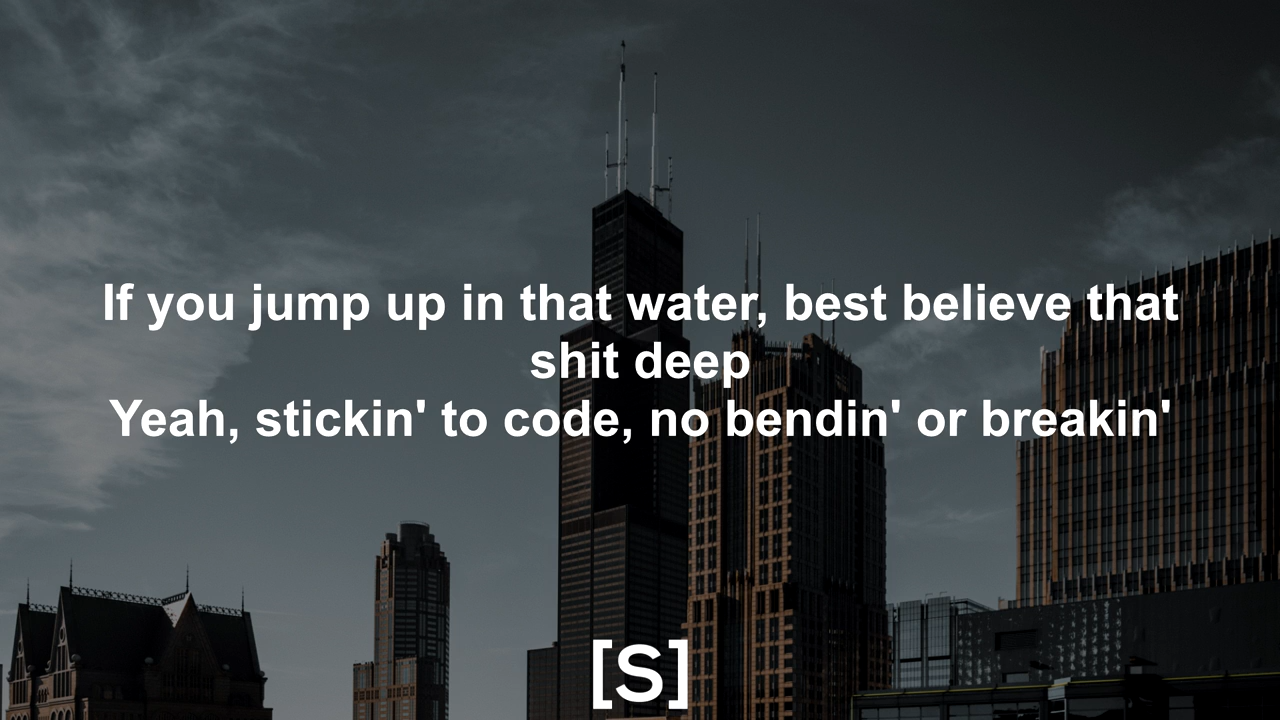 If you jump up in that water, best believe that
shit deep
Yeah, stickin' to code, no bendin' or breakin'
[S]